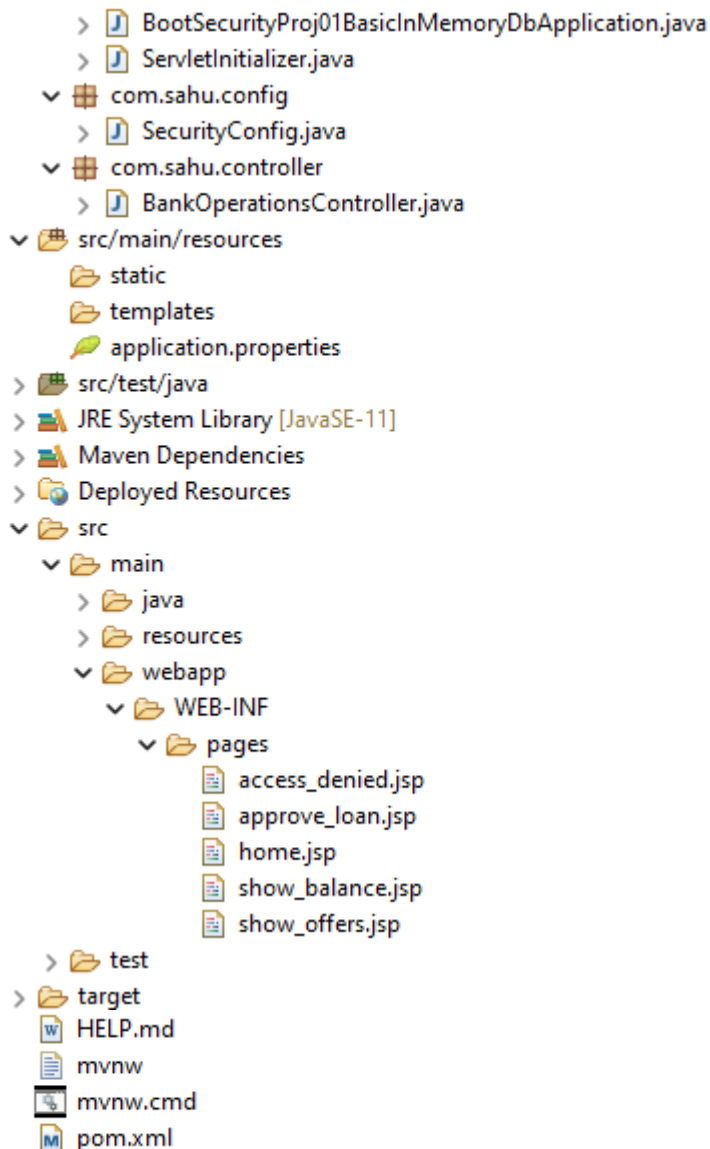 BootSecurityProj01BasicInMemoryDbApplication.java
ServletInitializer.java
com.sahu.config
SecurityConfig.java
com.sahu.controller
BankOperationsController.java
src/main/resources
static
templates
application.properties
src/test/java
JRE System Library [JavaSE-11]
Maven Dependencies
Deployed Resources
src
main
java
resources
webapp
WEB-INF
pages
access_denied.jsp
approve_loan.jsp
home.jsp
show_balance.jsp
show_offers.jsp
test
target
HELP.md
mvnw
mvnw.cmd
pom.xml